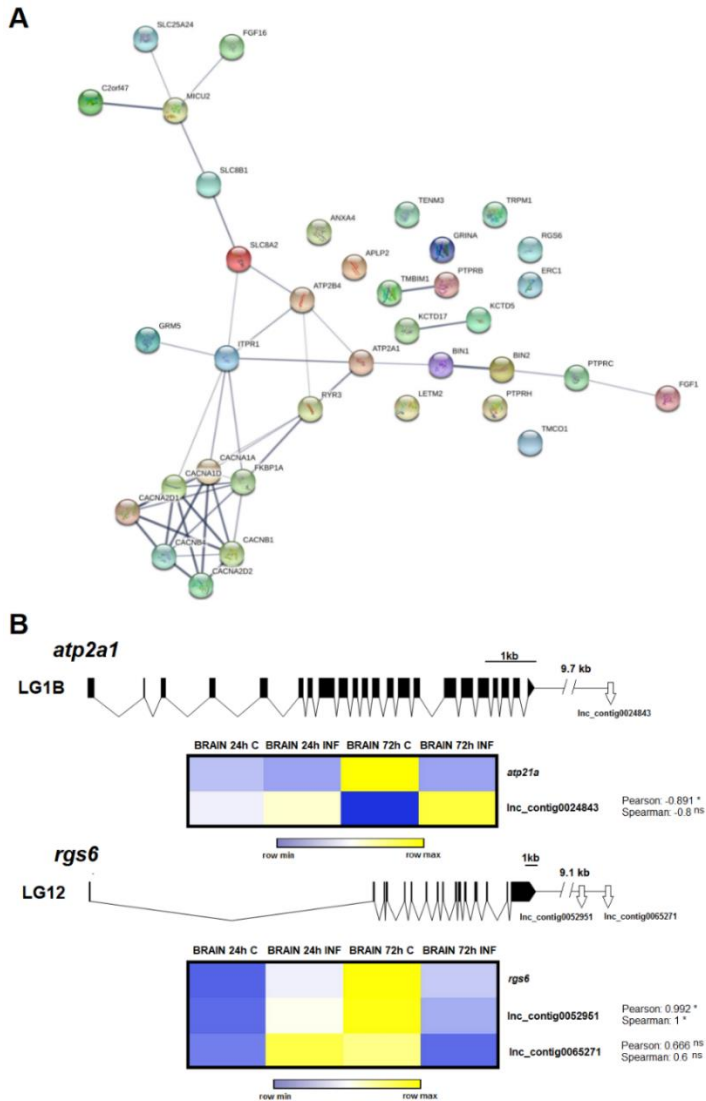 A
SLC25A24
FGF16
C2orf47
MICU2
SLC8B1
SLC8A2
ANXA4
TENM3
TRPM1
GRINA
RGS6
APLP2
ERC1
TMBIM1
PTPRB
ATP2B4
KCTD17
KCTD5
GRM5
ITPR1
ATP2A1
BIN1
BIN2
PTPRC
FGF1
RYR3
LETM2
PTPRH
TMCO1
CACNA1A
CACNA1D
FKBP1A
CACNA2D1
CACNB4
CACNB1
CACNA2D2
B
atp2a1
1kb
9.7 kb
LG1B
lnc_contig0024843
BRAIN 24h C BRAIN 24h INF BRAIN 72h C BRAIN 72h INF
atp21a
lnc_contig0024843
Pearson: -0.891 *
Spearman: -0.8 ns
row min row max
rgs6
1kb
9.1 kb
LG12
lnc_contig0052951
lnc_contig0065271
BRAIN 24h C BRAIN 24h INF BRAIN 72h C BRAIN 72h INF
rgs6
lnc_contig0052951
Pearson: 0.992 *
Spearman: 1 *
lnc_contig0065271
Pearson: 0.666 ns
Spearman: 0.6 ns
row min row max